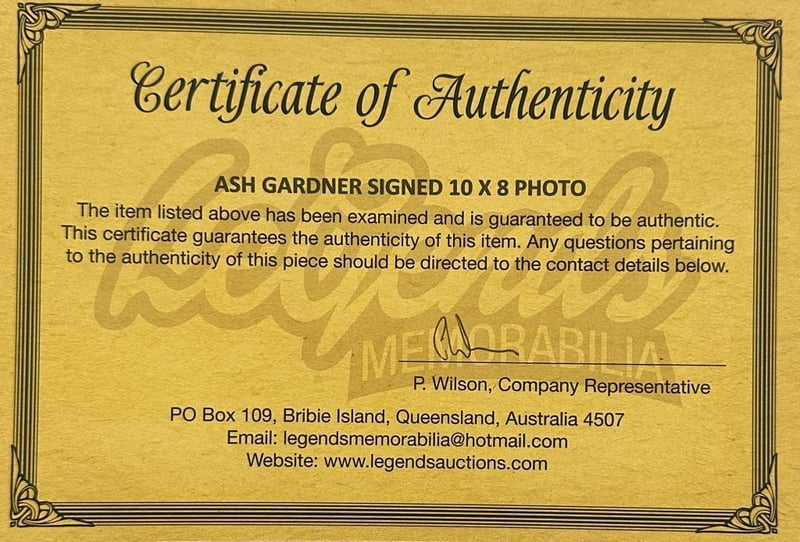 Certificate of Authenticity
Legends
MEMORABILIA
ASH GARDNER SIGNED 10 X 8 PHOTO
The item listed above has been examined and is guaranteed to be authentic.
This certificate guarantees the authenticity of this item. Any questions pertaining
to the authenticity of this piece should be directed to the contact details below.
P. Wilson, Company Representative
PO Box 109, Bribie Island, Queensland, Australia 4507
Email: legendsmemorabilia@hotmail.com
Website: www.legendsauctions.com